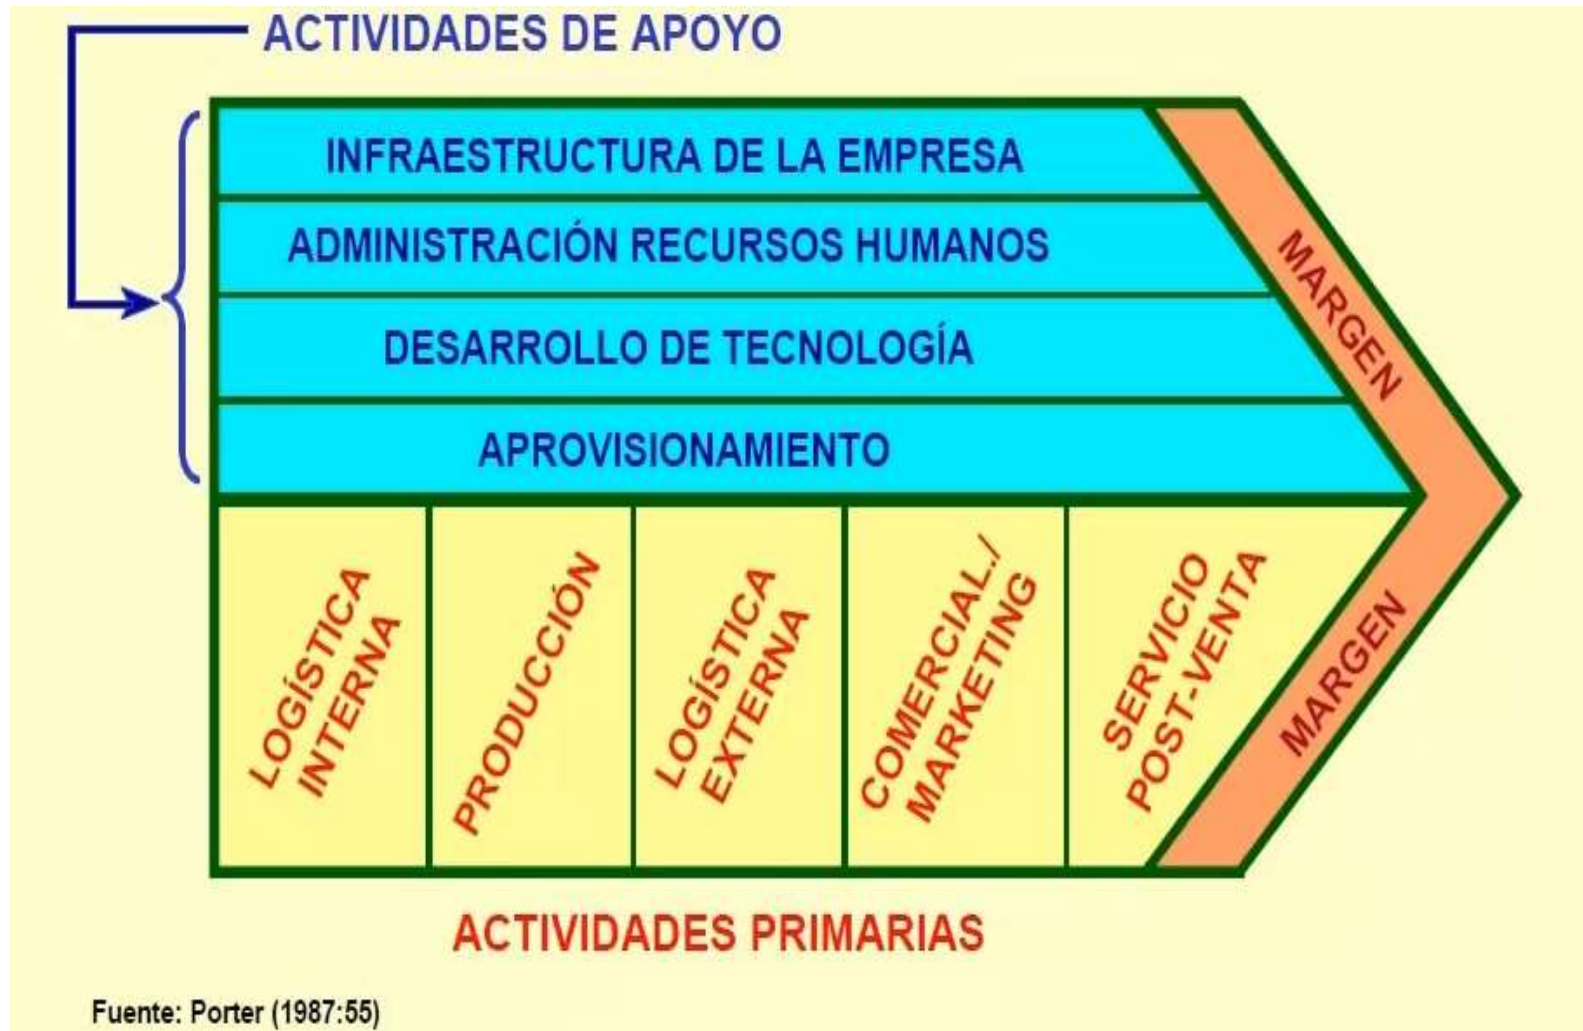 ACTIVIDADES DE APOYO
INFRAESTRUCTURA DE LA EMPRESA
ADMINISTRACIÓN RECURSOS HUMANOS
DESARROLLO DE TECNOLOGÍA
APROVISIONAMIENTO
MARGEN
LOGÍSTICA
INTERNA
PRODUCCIÓN
LOGÍSTICA
EXTERNA
COMERCIAL./
MARKETING
SERVICIO
POST-VENTA
MARGEN
ACTIVIDADES PRIMARIAS
Fuente: Porter (1987:55)